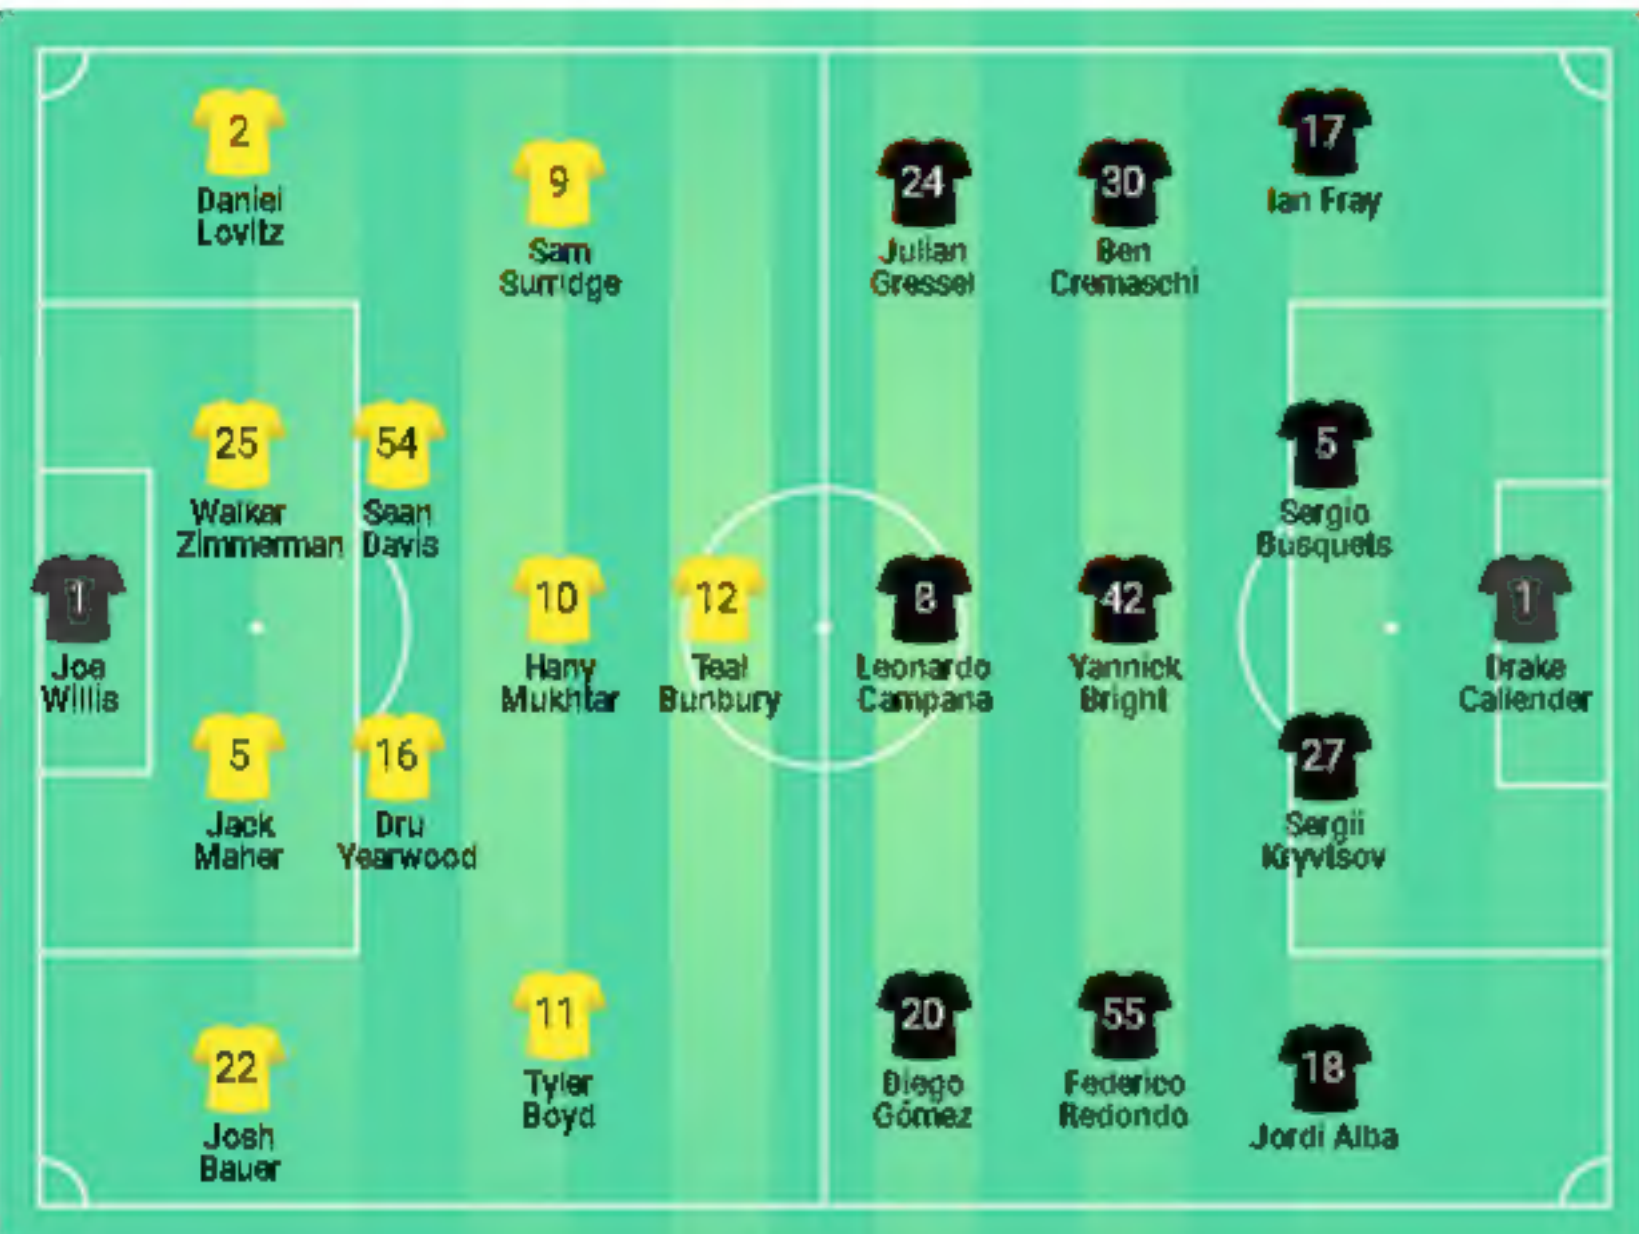 2
Daniel
Lovitz
9
Sam
Surridge
25
Walker
Zimmerman
54
Sean
Davis
1
Joe
Willis
10
Hany
Mukhtar
12
Teal
Bunbury
5
Jack
Maher
16
Dru
Yearwood
11
Tyler
Boyd
22
Josh
Bauer
24
Julian
Gressel
30
Ben
Cremaschi
17
Ian Fray
5
Sergio
Busquets
8
Leonardo
Campana
42
Yannick
Bright
1
Drake
Callender
27
Sergii
Kryvtsov
20
Diego
Gómez
55
Federico
Redondo
18
Jordi Alba